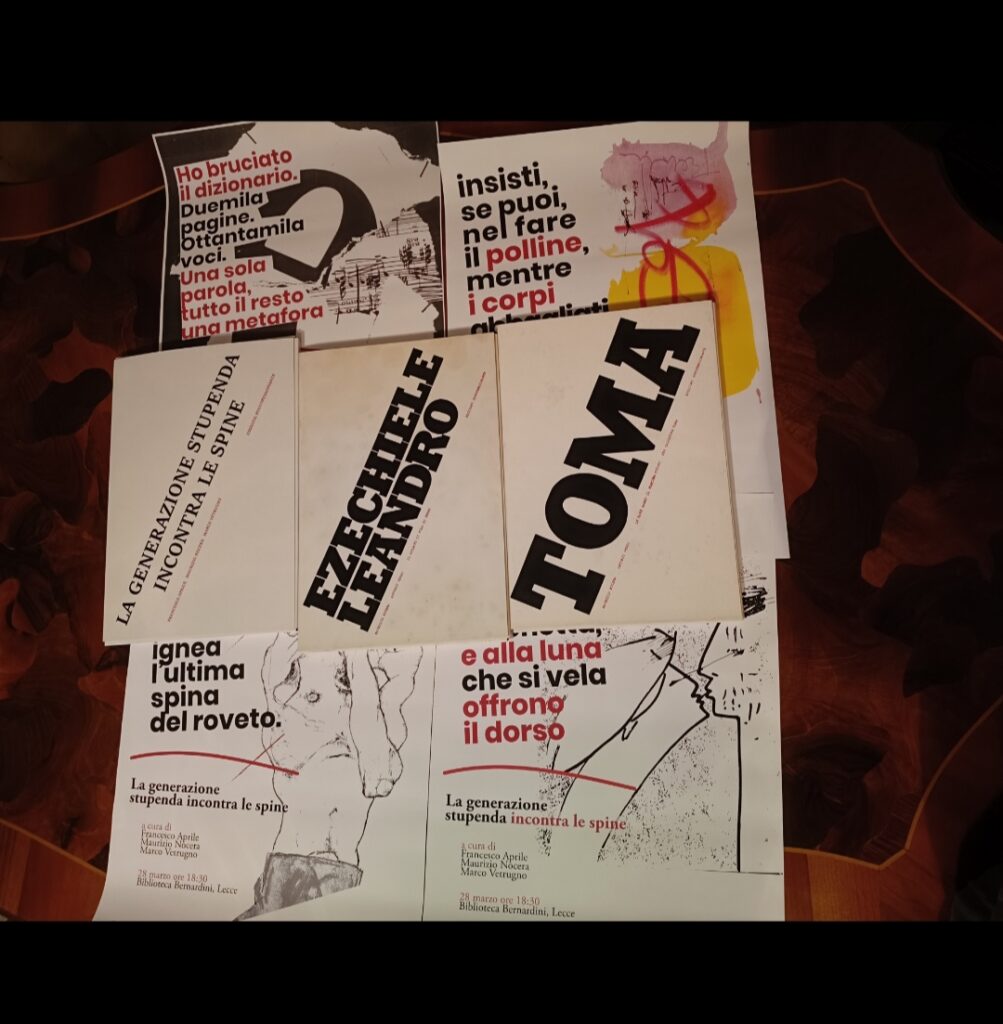 Ho bruciato
il dizionario.
Duemila
pagine.
Ottantamila
voci.
Una sola
parola,
tutto il resto
una metafora
insisti,
se puoi,
nel fare
il polline,
mentre
i corpi
abbagliati
LA GENERAZIONE STUPENDA
INCONTRA LE SPINE
EZECHIELE
LEANDRO
TOMA
ignea
l'ultima
spina
del roveto.
La generazione
stupenda incontra le spine
a cura di
Francesco Aprile
Maurizio Nocera
Marco Vetrugno
28 marzo ore 18:30
Biblioteca Bernardini, Lecce
e alla luna
che si vela
offrono
il dorso
La generazione
stupenda incontra le spine
a cura di
Francesco Aprile
Maurizio Nocera
Marco Vetrugno
28 marzo ore 18:30
Biblioteca Bernardini, Lecce